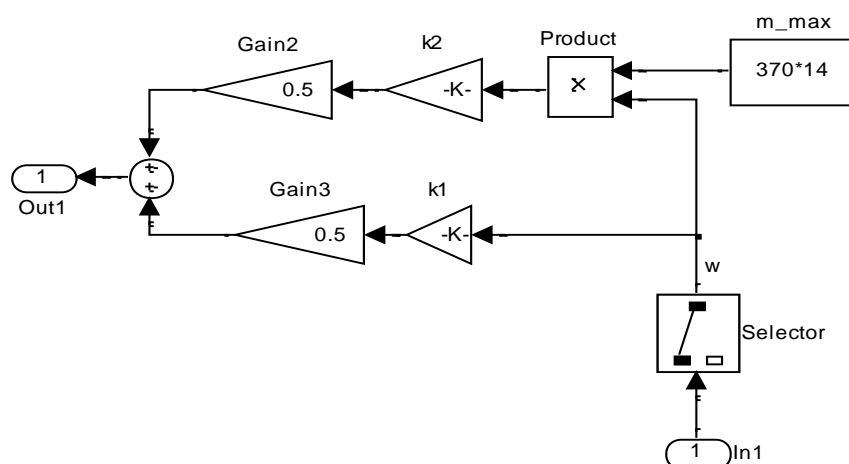 m_max
Product
k2
Gain2
370*14
-K-
0.5
x
+
+
1
Out1
Gain3
k1
0.5
-K-
w
Selector
1
In1